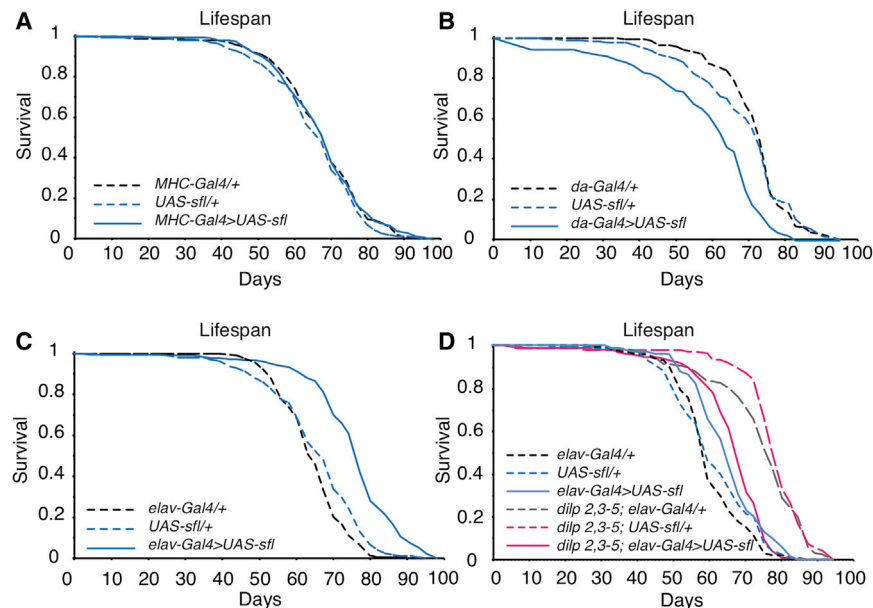 A
Lifespan
Survival
1
0.8
0.6
0.4
0.2
0
MHC-Gal4/+
UAS-sfl/+
MHC-Gal4>UAS-sfl
0 10 20 30 40 50 60 70 80 90 100
Days
B
Lifespan
Survival
1
0.8
0.6
0.4
0.2
0
da-Gal4/+
UAS-sfl/+
da-Gal4>UAS-sfl
0 10 20 30 40 50 60 70 80 90 100
Days
C
Lifespan
Survival
1
0.8
0.6
0.4
0.2
0
elav-Gal4/+
UAS-sfl/+
elav-Gal4>UAS-sfl
0 10 20 30 40 50 60 70 80 90 100
Days
D
Lifespan
Survival
1
0.8
0.6
0.4
0.2
0
elav-Gal4/+
UAS-sfl/+
elav-Gal4>UAS-sfl
dilp 2,3-5; elav-Gal4/+
dilp 2,3-5; UAS-sfl/+
dilp 2,3-5; elav-Gal4>UAS-sfl
0 10 20 30 40 50 60 70 80 90 100
Days